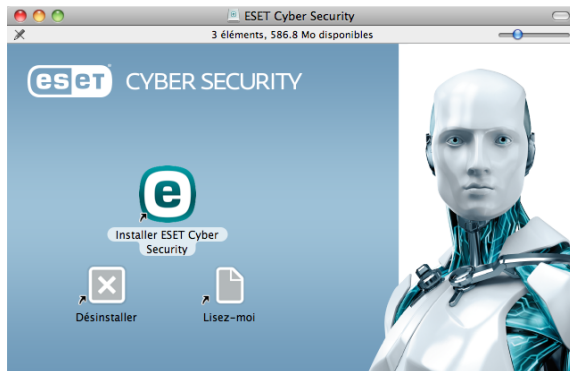 ESET Cyber Security
3 éléments, 586.8 Mo disponibles
eset CYBER SECURITY
e
Installer ESET Cyber
Security
Désinstaller
Lisez-moi